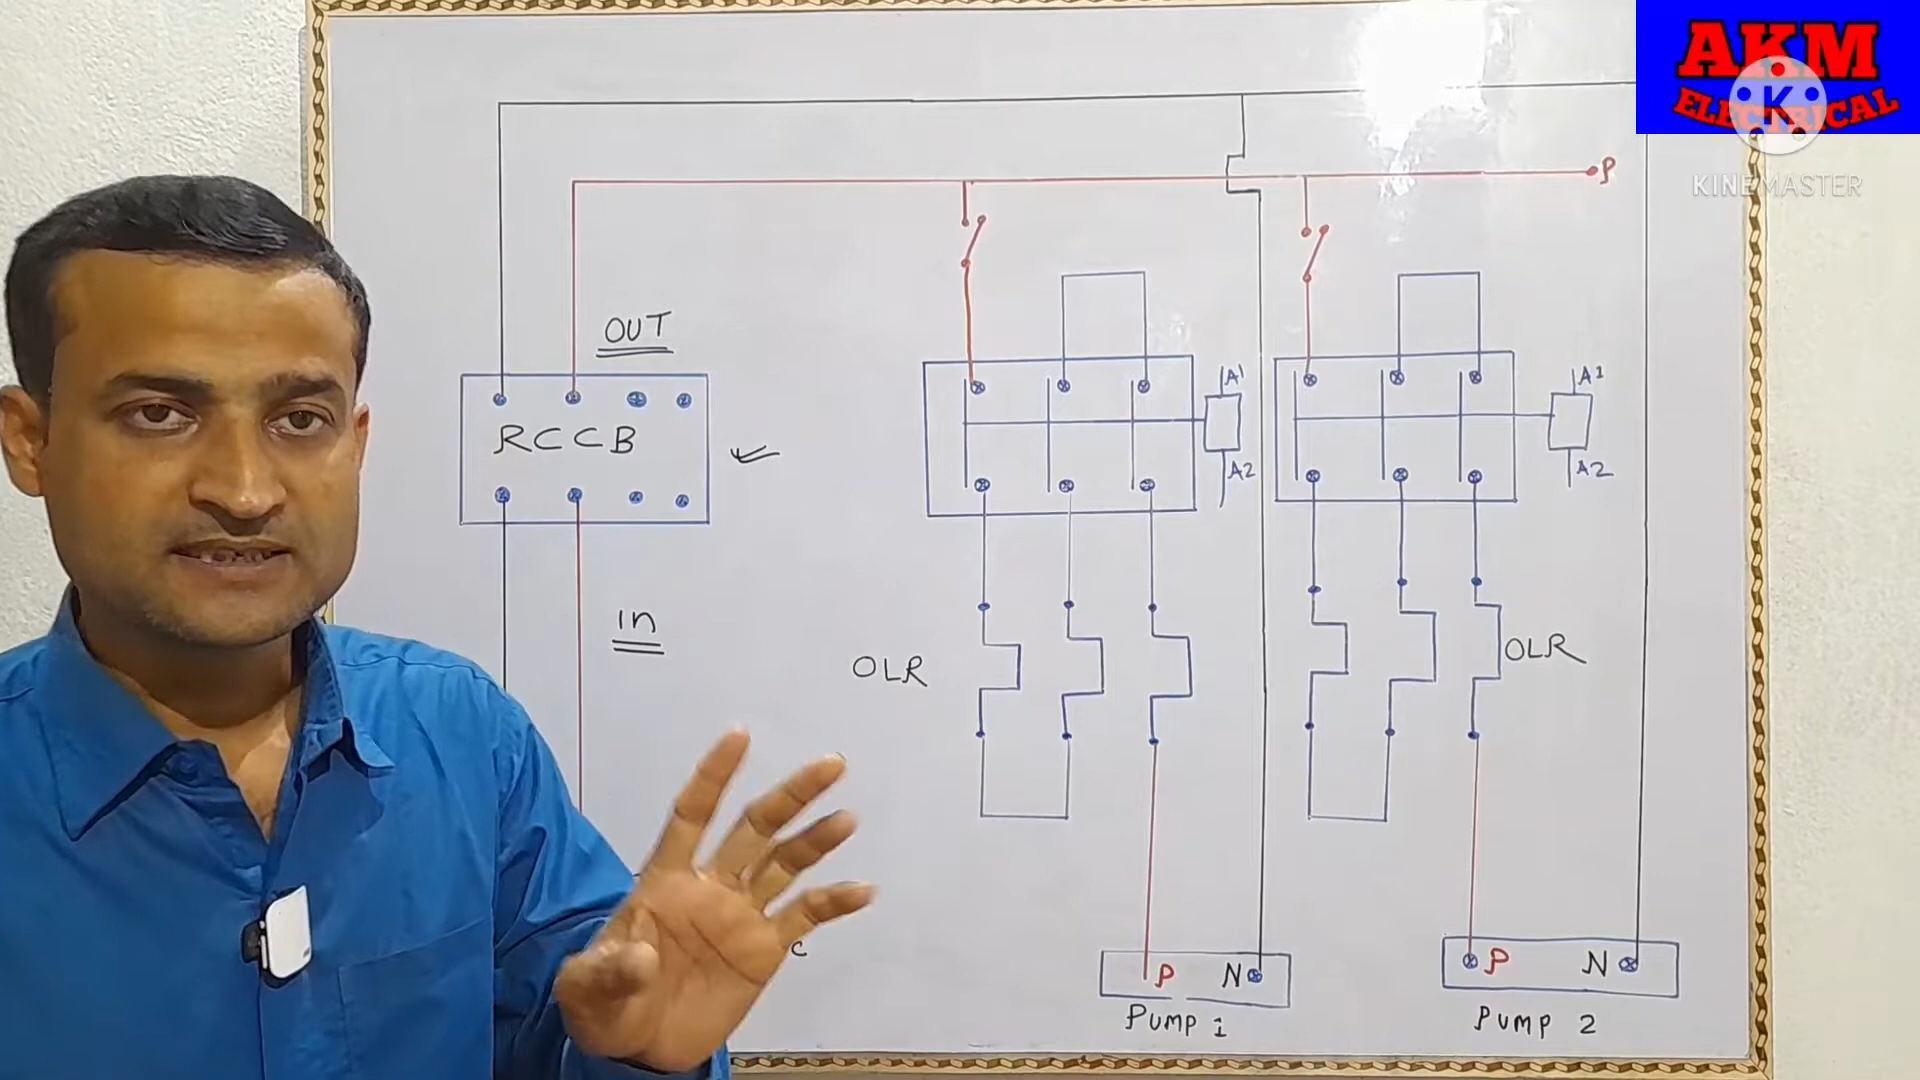 AKM
ELECTRICAL
K
KINEMASTER
P
OUT
RCCB
A1
A2
A1
A2
in
OLR
OLR
c
P N
Pump 1
P N
Pump 2